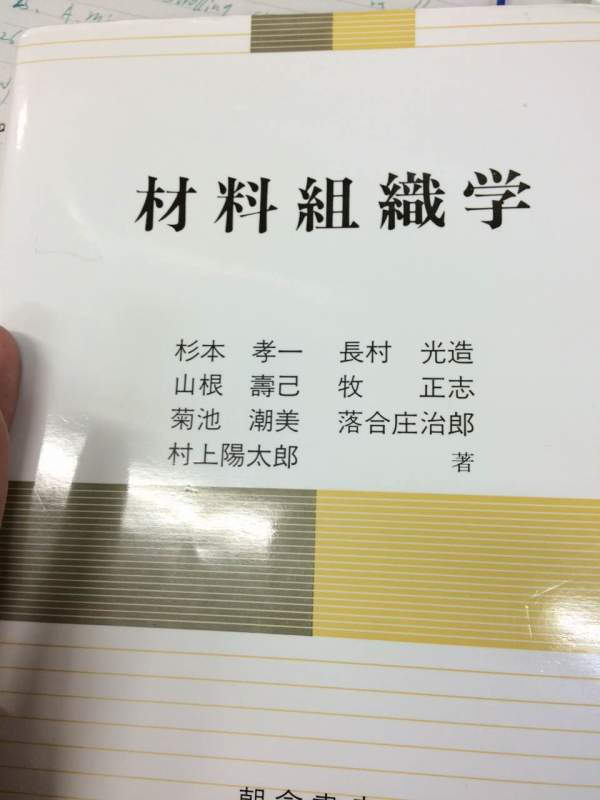 材料組織学
杉本 孝一 長村 光造
山根 壽己 牧 正志
菊池 潮美 落合庄治郎
村上陽太郎 著